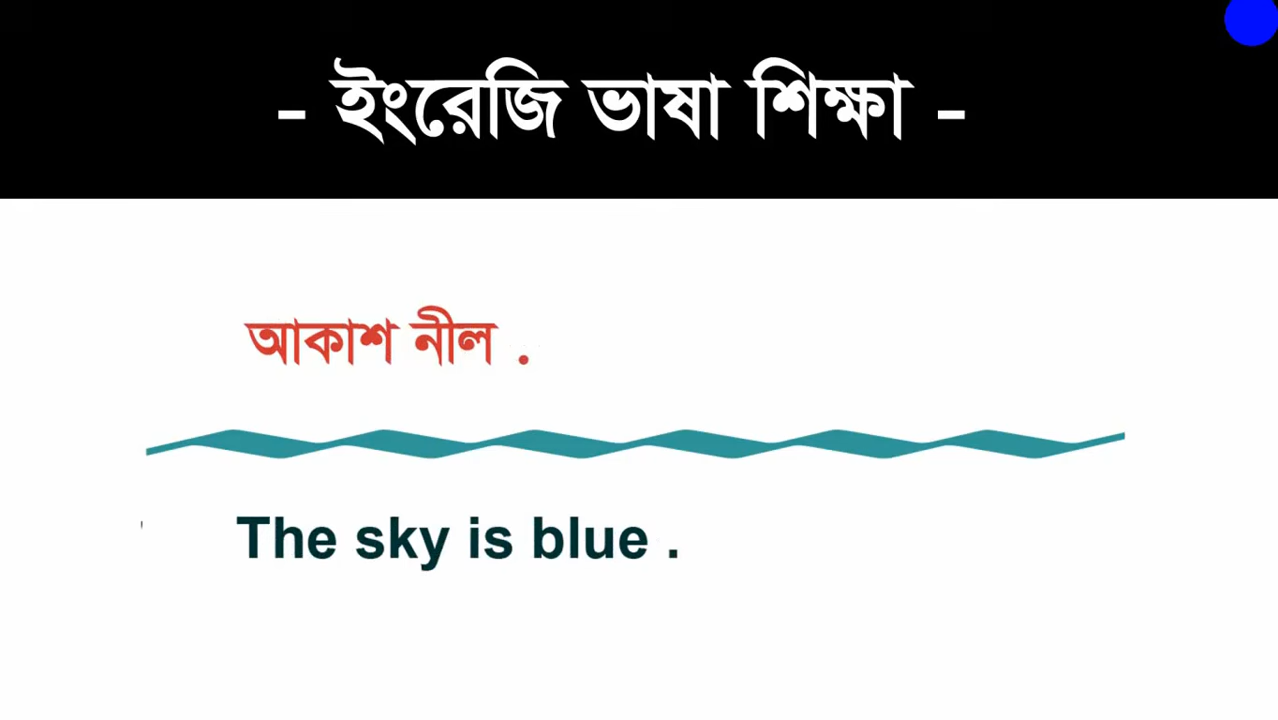 - ইংরেজি ভাষা শিক্ষা -
আকাশ নীল .
The sky is blue .